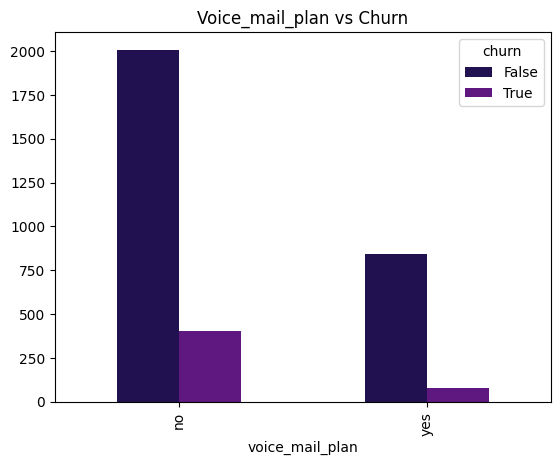 Voice_mail_plan vs Churn
churn
False
True
2000
1750
1500
1250
1000
750
500
250
0
no
yes
voice_mail_plan